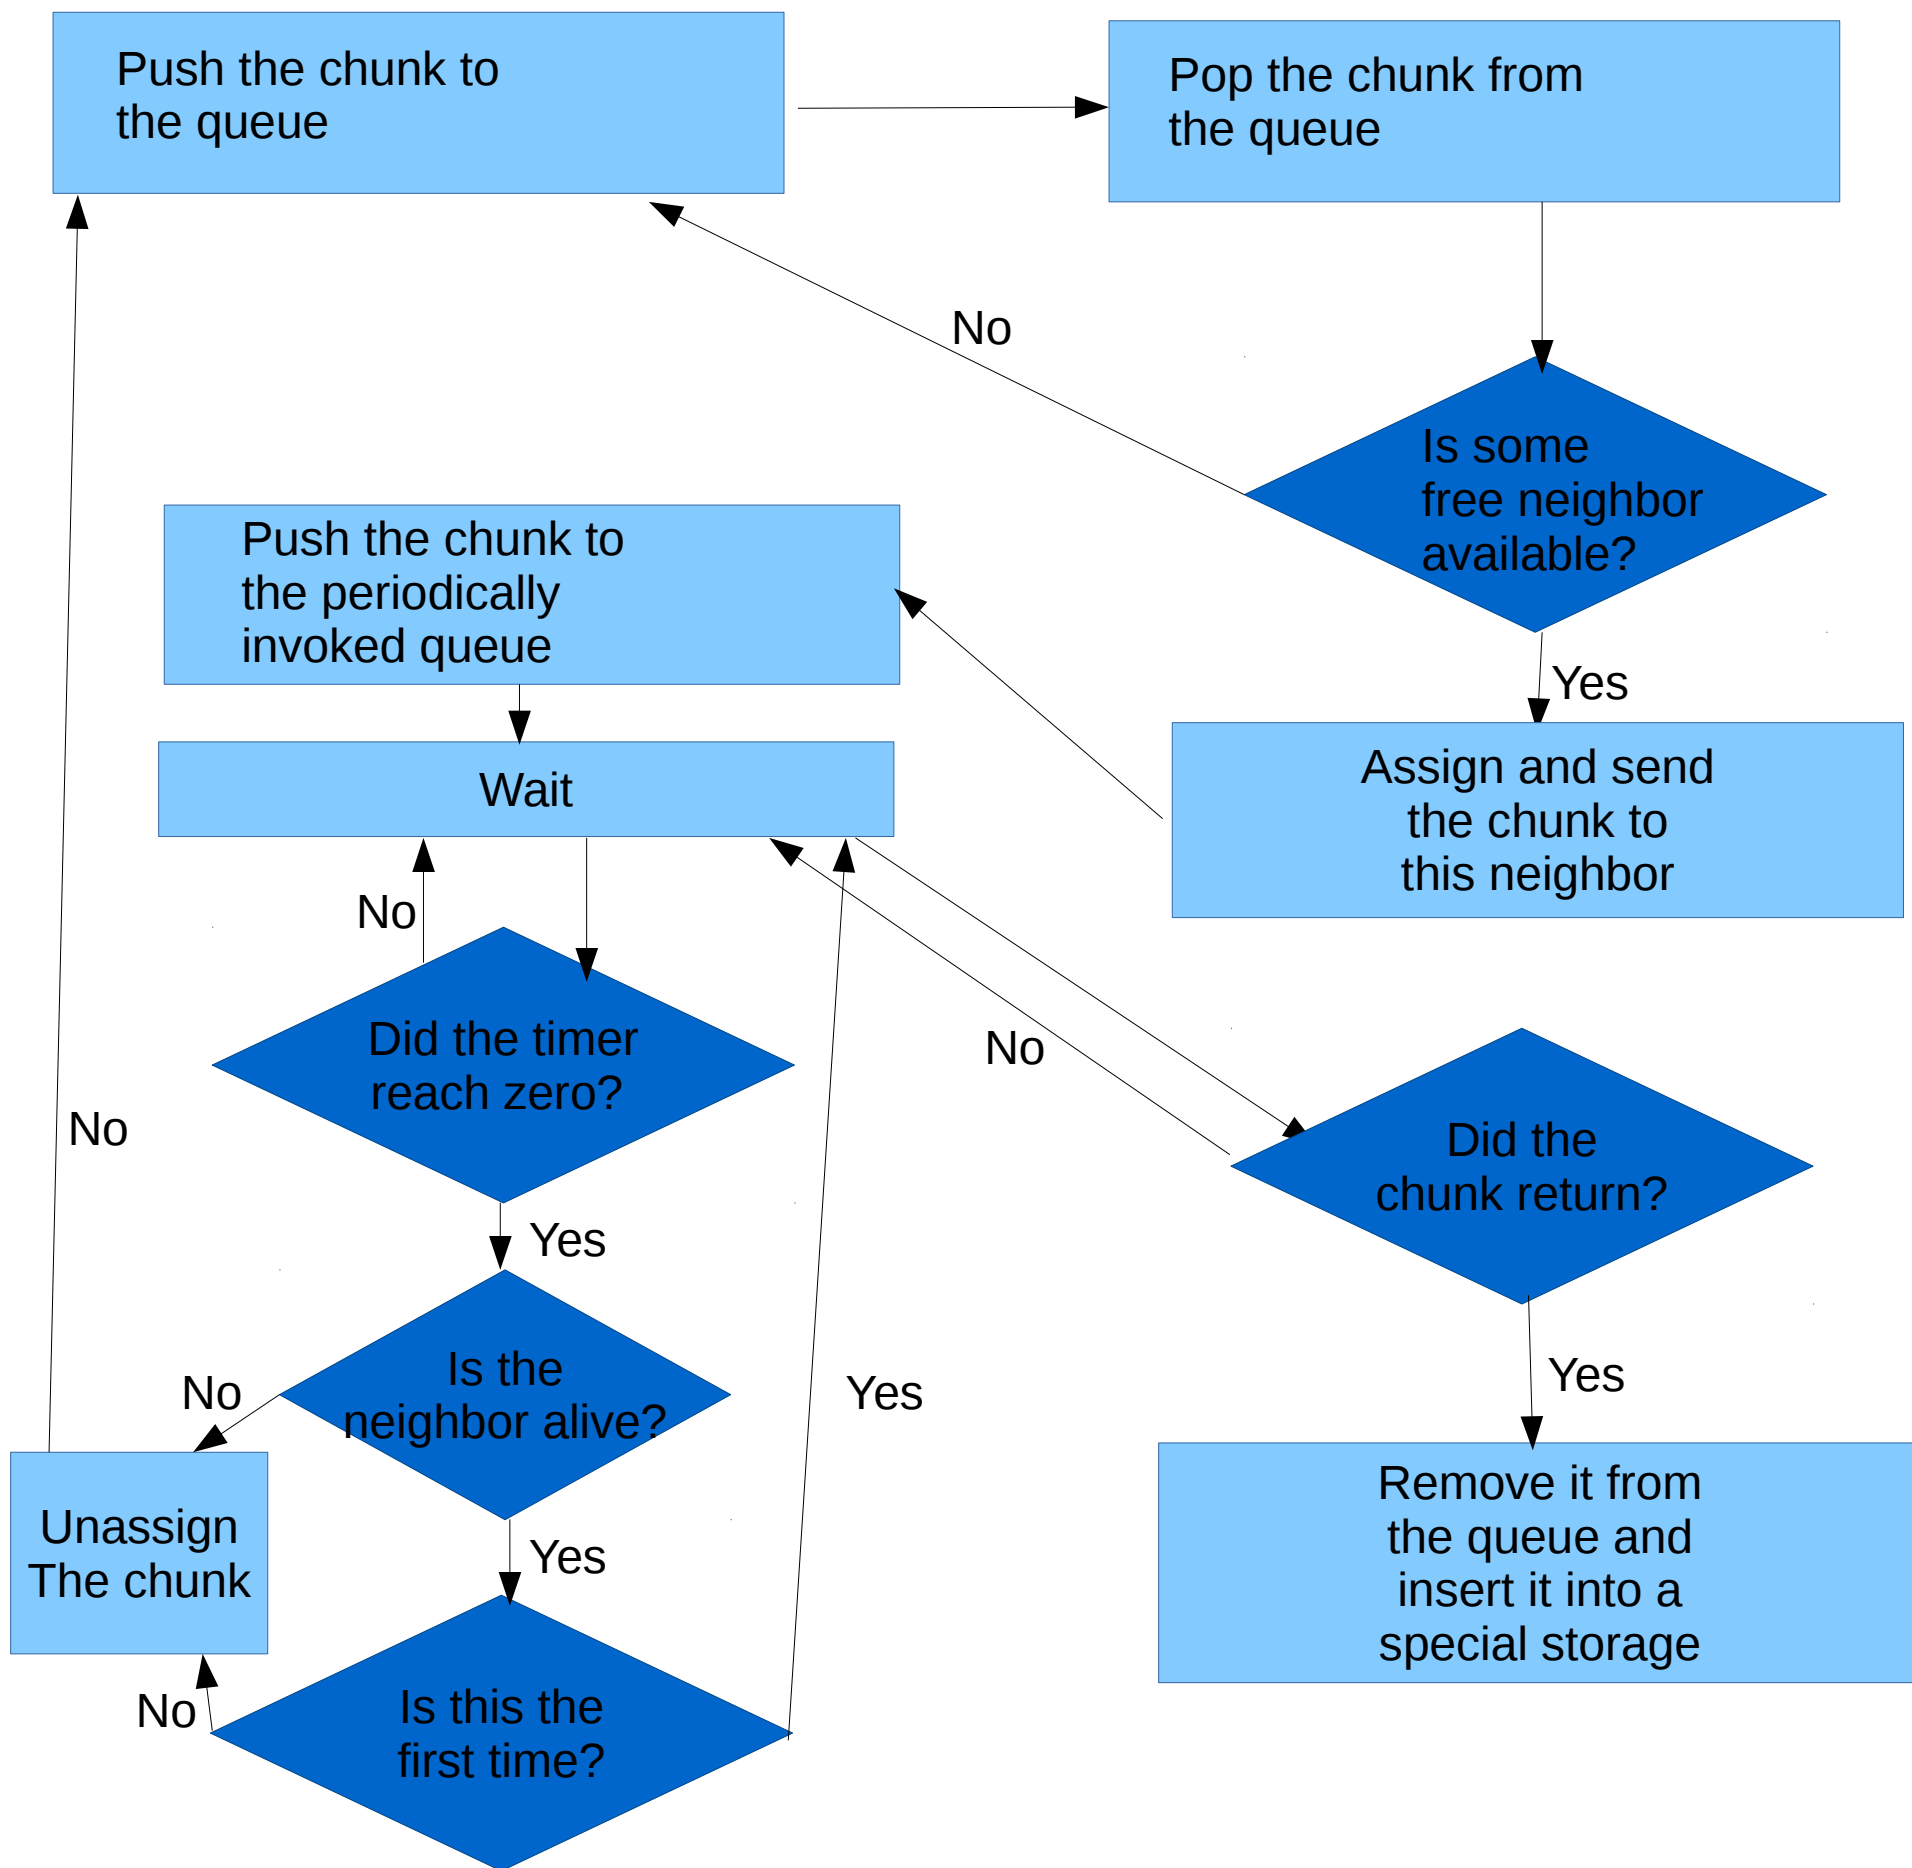 Push the chunk to
the queue
Pop the chunk from
the queue
No
Is some
free neighbor
available?
Push the chunk to
the periodically
invoked queue
Yes
Assign and send
the chunk to
this neighbor
Wait
No
Did the timer
reach zero?
No
No
Did the
chunk return?
Yes
Yes
Is the
neighbor alive?
No
Yes
Yes
Remove it from
the queue and
insert it into a
special storage
Unassign
The chunk
Yes
No
Is this the
first time?